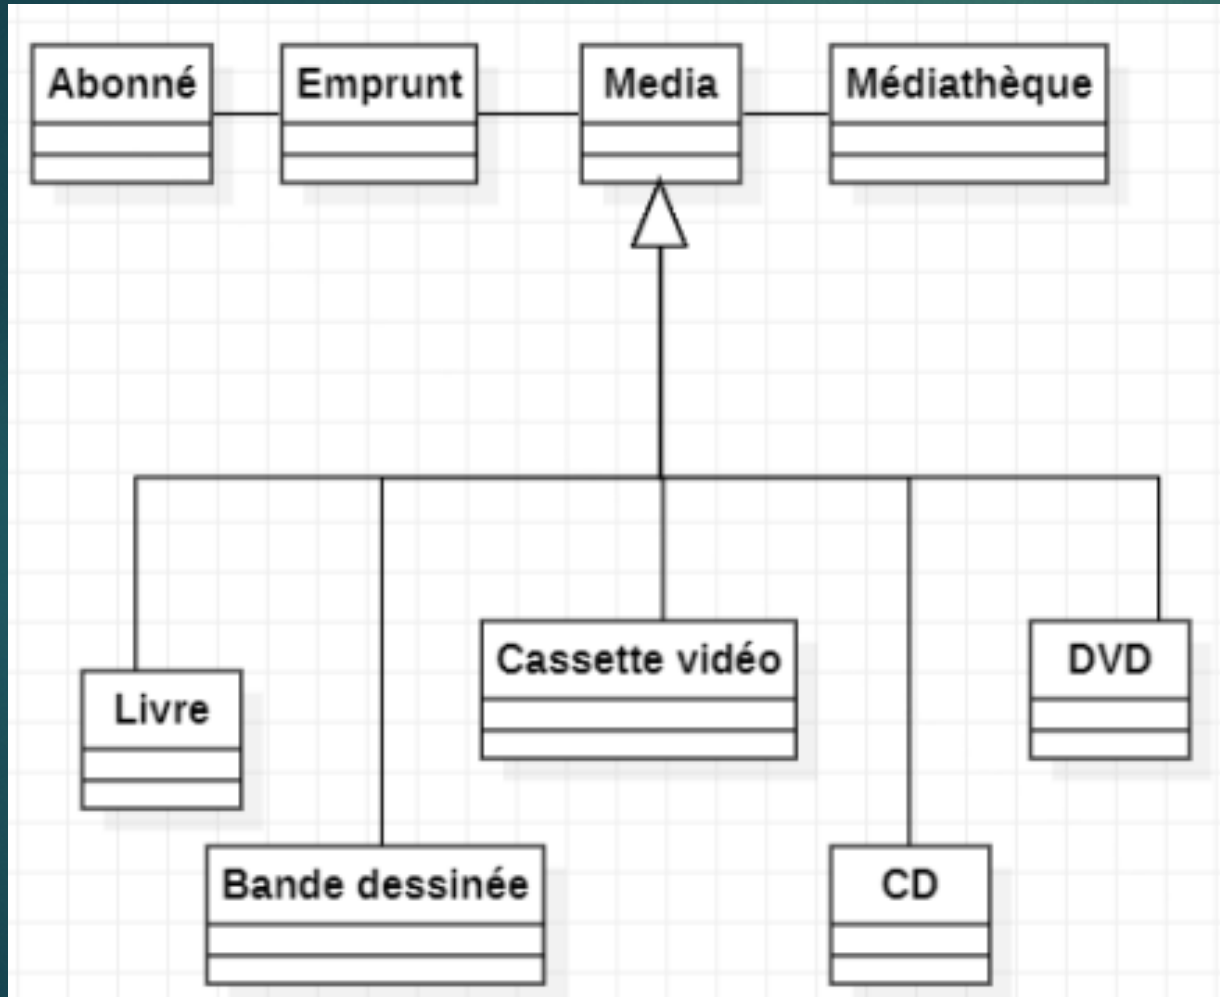 Abonné
Emprunt
Media
Médiathèque
Cassette vidéo
DVD
Livre
Bande dessinée
CD